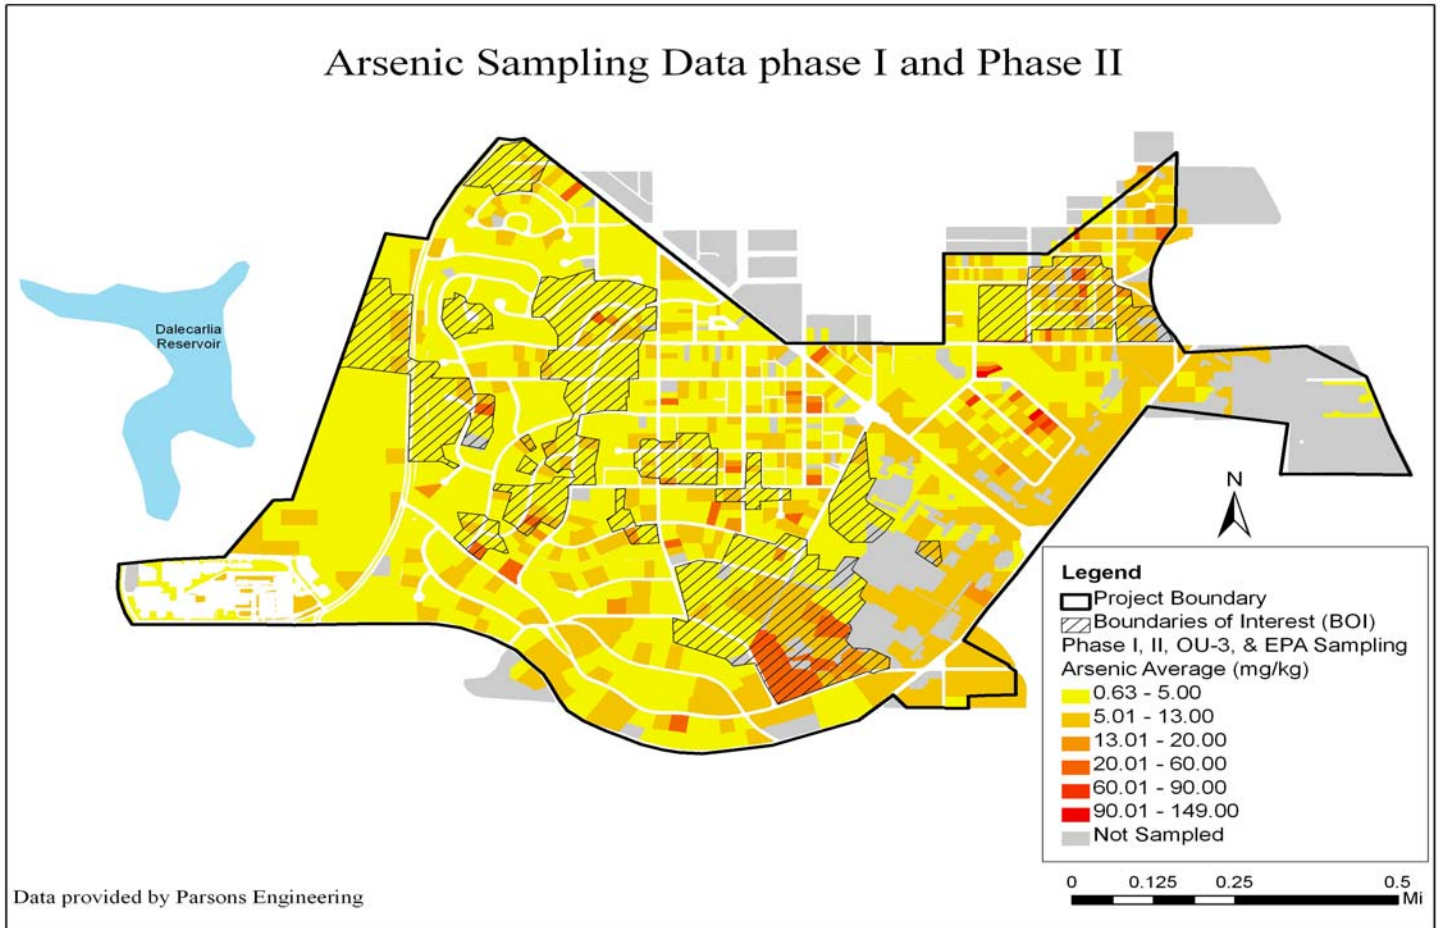 Arsenic Sampling Data phase I and Phase II
Dalecarlia
Reservoir
N
Legend
Project Boundary
Boundaries of Interest (BOI)
Phase I, II, OU-3, & EPA Sampling
Arsenic Average (mg/kg)
0.63 - 5.00
5.01 - 13.00
13.01 - 20.00
20.01 - 60.00
60.01 - 90.00
90.01 - 149.00
Not Sampled
0 0.125 0.25 0.5
Mi
Data provided by Parsons Engineering